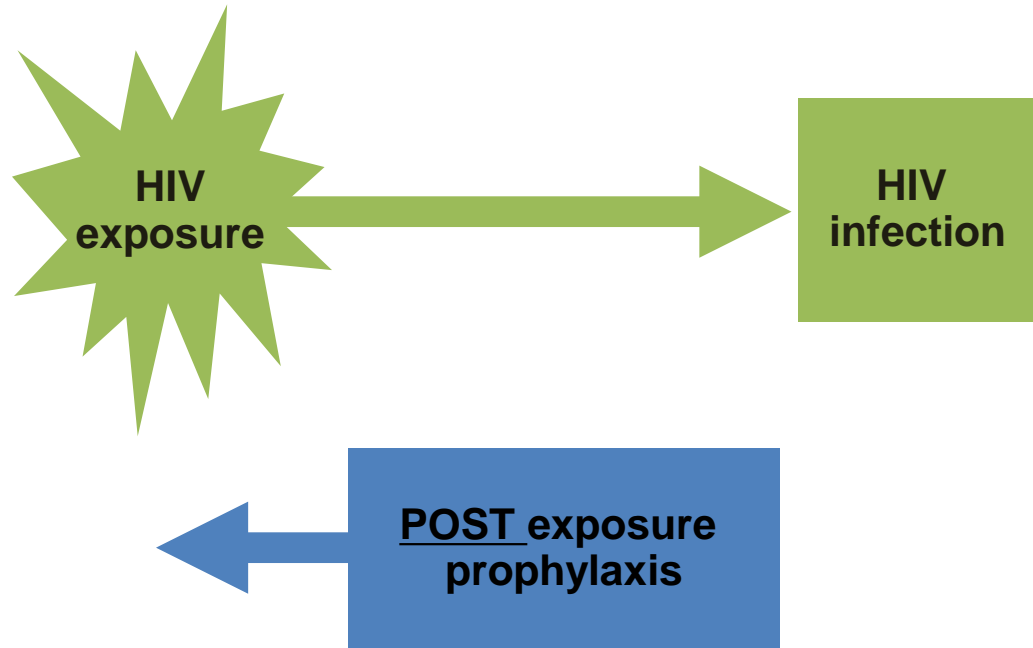 HIV
exposure
HIV
infection
POST exposure
prophylaxis